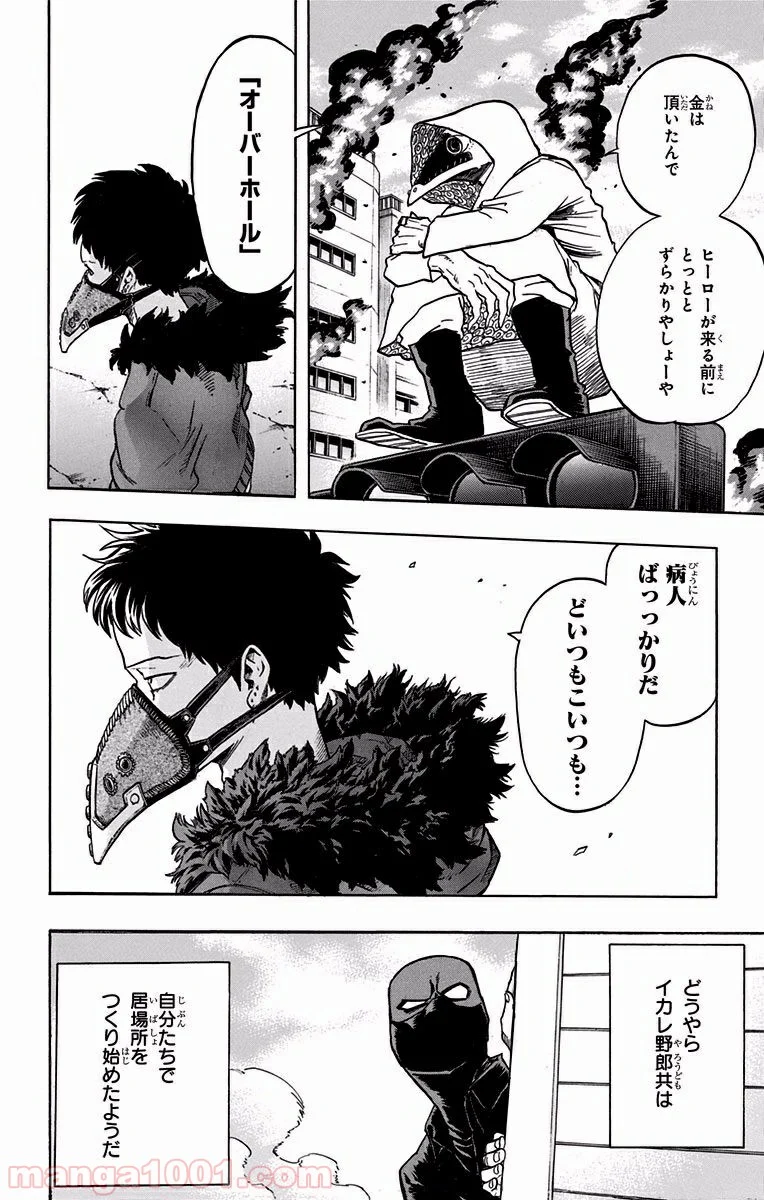 金は
頂いたんで
ヒーローが来る前に
とっとと
ずらかりやしょーや
「オーバーホール」
病人
ばっっかりだ
どいつもこいつも…
どうやら
イカレ野郎共は
自分たちで
居場所を
つくり始めたようだ
manga1001.com